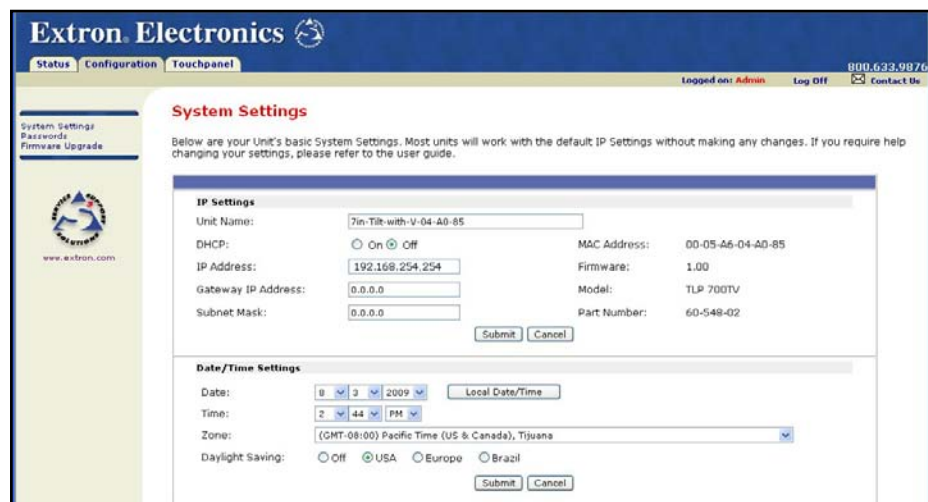 Extron® Electronics
Status Configuration Touchpanel
800.633.9876
Logged on: Admin Log Off Contact Us
System Settings
Passwords
Firmware Upgrade
SERVICE SUPPORT SOLUTIONS
www.extron.com
System Settings
Below are your Unit's basic System Settings. Most units will work with the default IP Settings without making any changes. If you require help
changing your settings, please refer to the user guide.
IP Settings
Unit Name: 7in-Tilt-with-V-04-A0-85
DHCP: On Off MAC Address: 00-05-A6-04-A0-85
IP Address: 192.168.254.254 Firmware: 1.00
Gateway IP Address: 0.0.0.0 Model: TLP 700TV
Subnet Mask: 0.0.0.0 Part Number: 60-548-02
Submit Cancel
Date/Time Settings
Date: 8 3 2009 Local Date/Time
Time: 2 44 PM
Zone: (GMT-08:00) Pacific Time (US & Canada), Tijuana
Daylight Saving: Off USA Europe Brazil
Submit Cancel